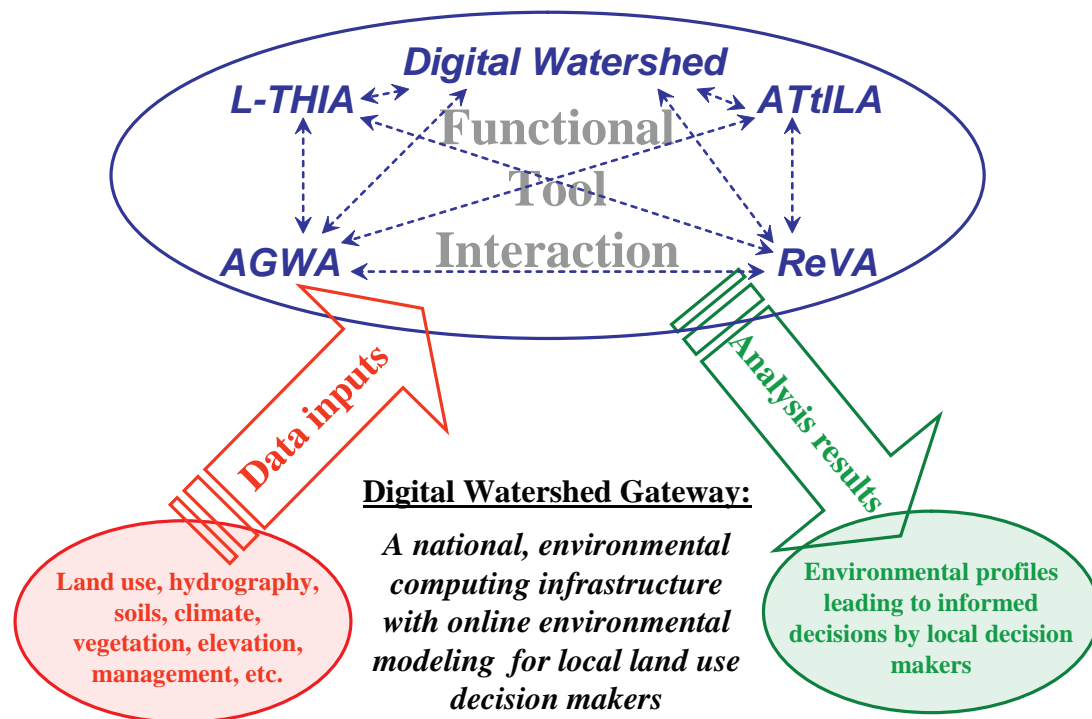 Digital Watershed
L-THIA
ATtILA
Functional
Tool
Interaction
AGWA
ReVA
Data inputs
Analysis results
Land use, hydrography,
soils, climate,
vegetation, elevation,
management, etc.
Digital Watershed Gateway:
A national, environmental
computing infrastructure
with online environmental
modeling for local land use
decision makers
Environmental profiles
leading to informed
decisions by local decision
makers